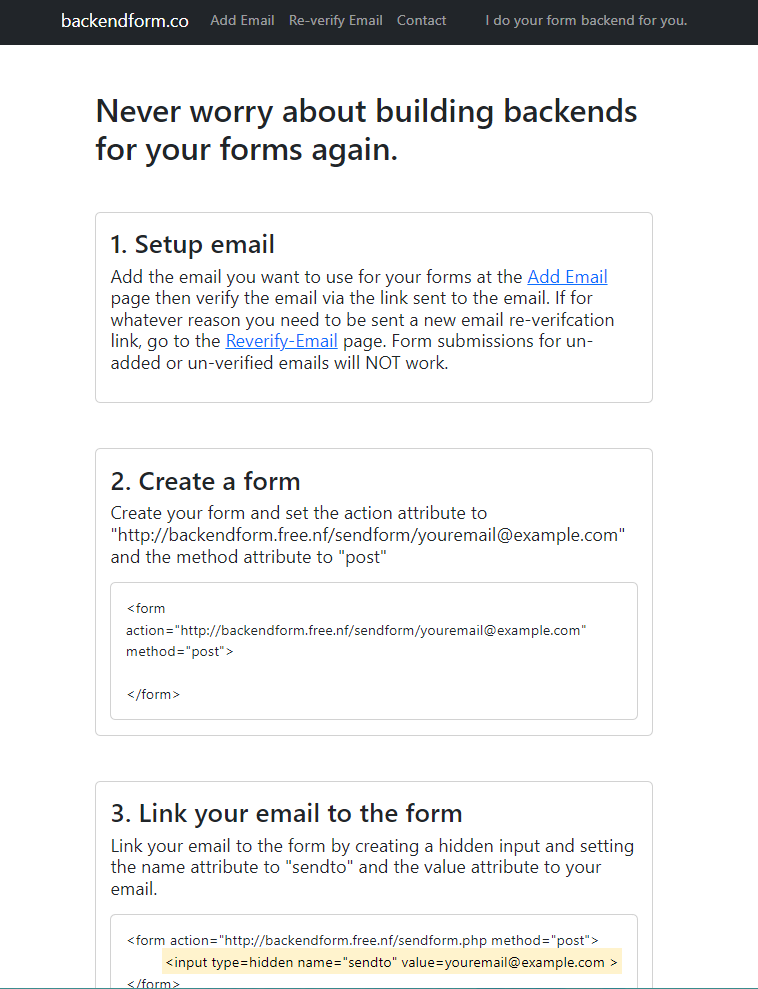 backendform.co Add Email Re-verify Email Contact I do your form backend for you.
Never worry about building backends
for your forms again.
1. Setup email
Add the email you want to use for your forms at the Add Email
page then verify the email via the link sent to the email. If for
whatever reason you need to be sent a new email re-verifcation
link, go to the Reverify-Email page. Form submissions for un-
added or un-verified emails will NOT work.
2. Create a form
Create your form and set the action attribute to
"http://backendform.free.nf/sendform/youremail@example.com"
and the method attribute to "post"
<form
action="http://backendform.free.nf/sendform/youremail@example.com"
method="post">
</form>
3. Link your email to the form
Link your email to the form by creating a hidden input and setting
the name attribute to "sendto" and the value attribute to your
email.
<form action="http://backendform.free.nf/sendform.php method="post">
<input type=hidden name="sendto" value=youremail@example.com >
</form>